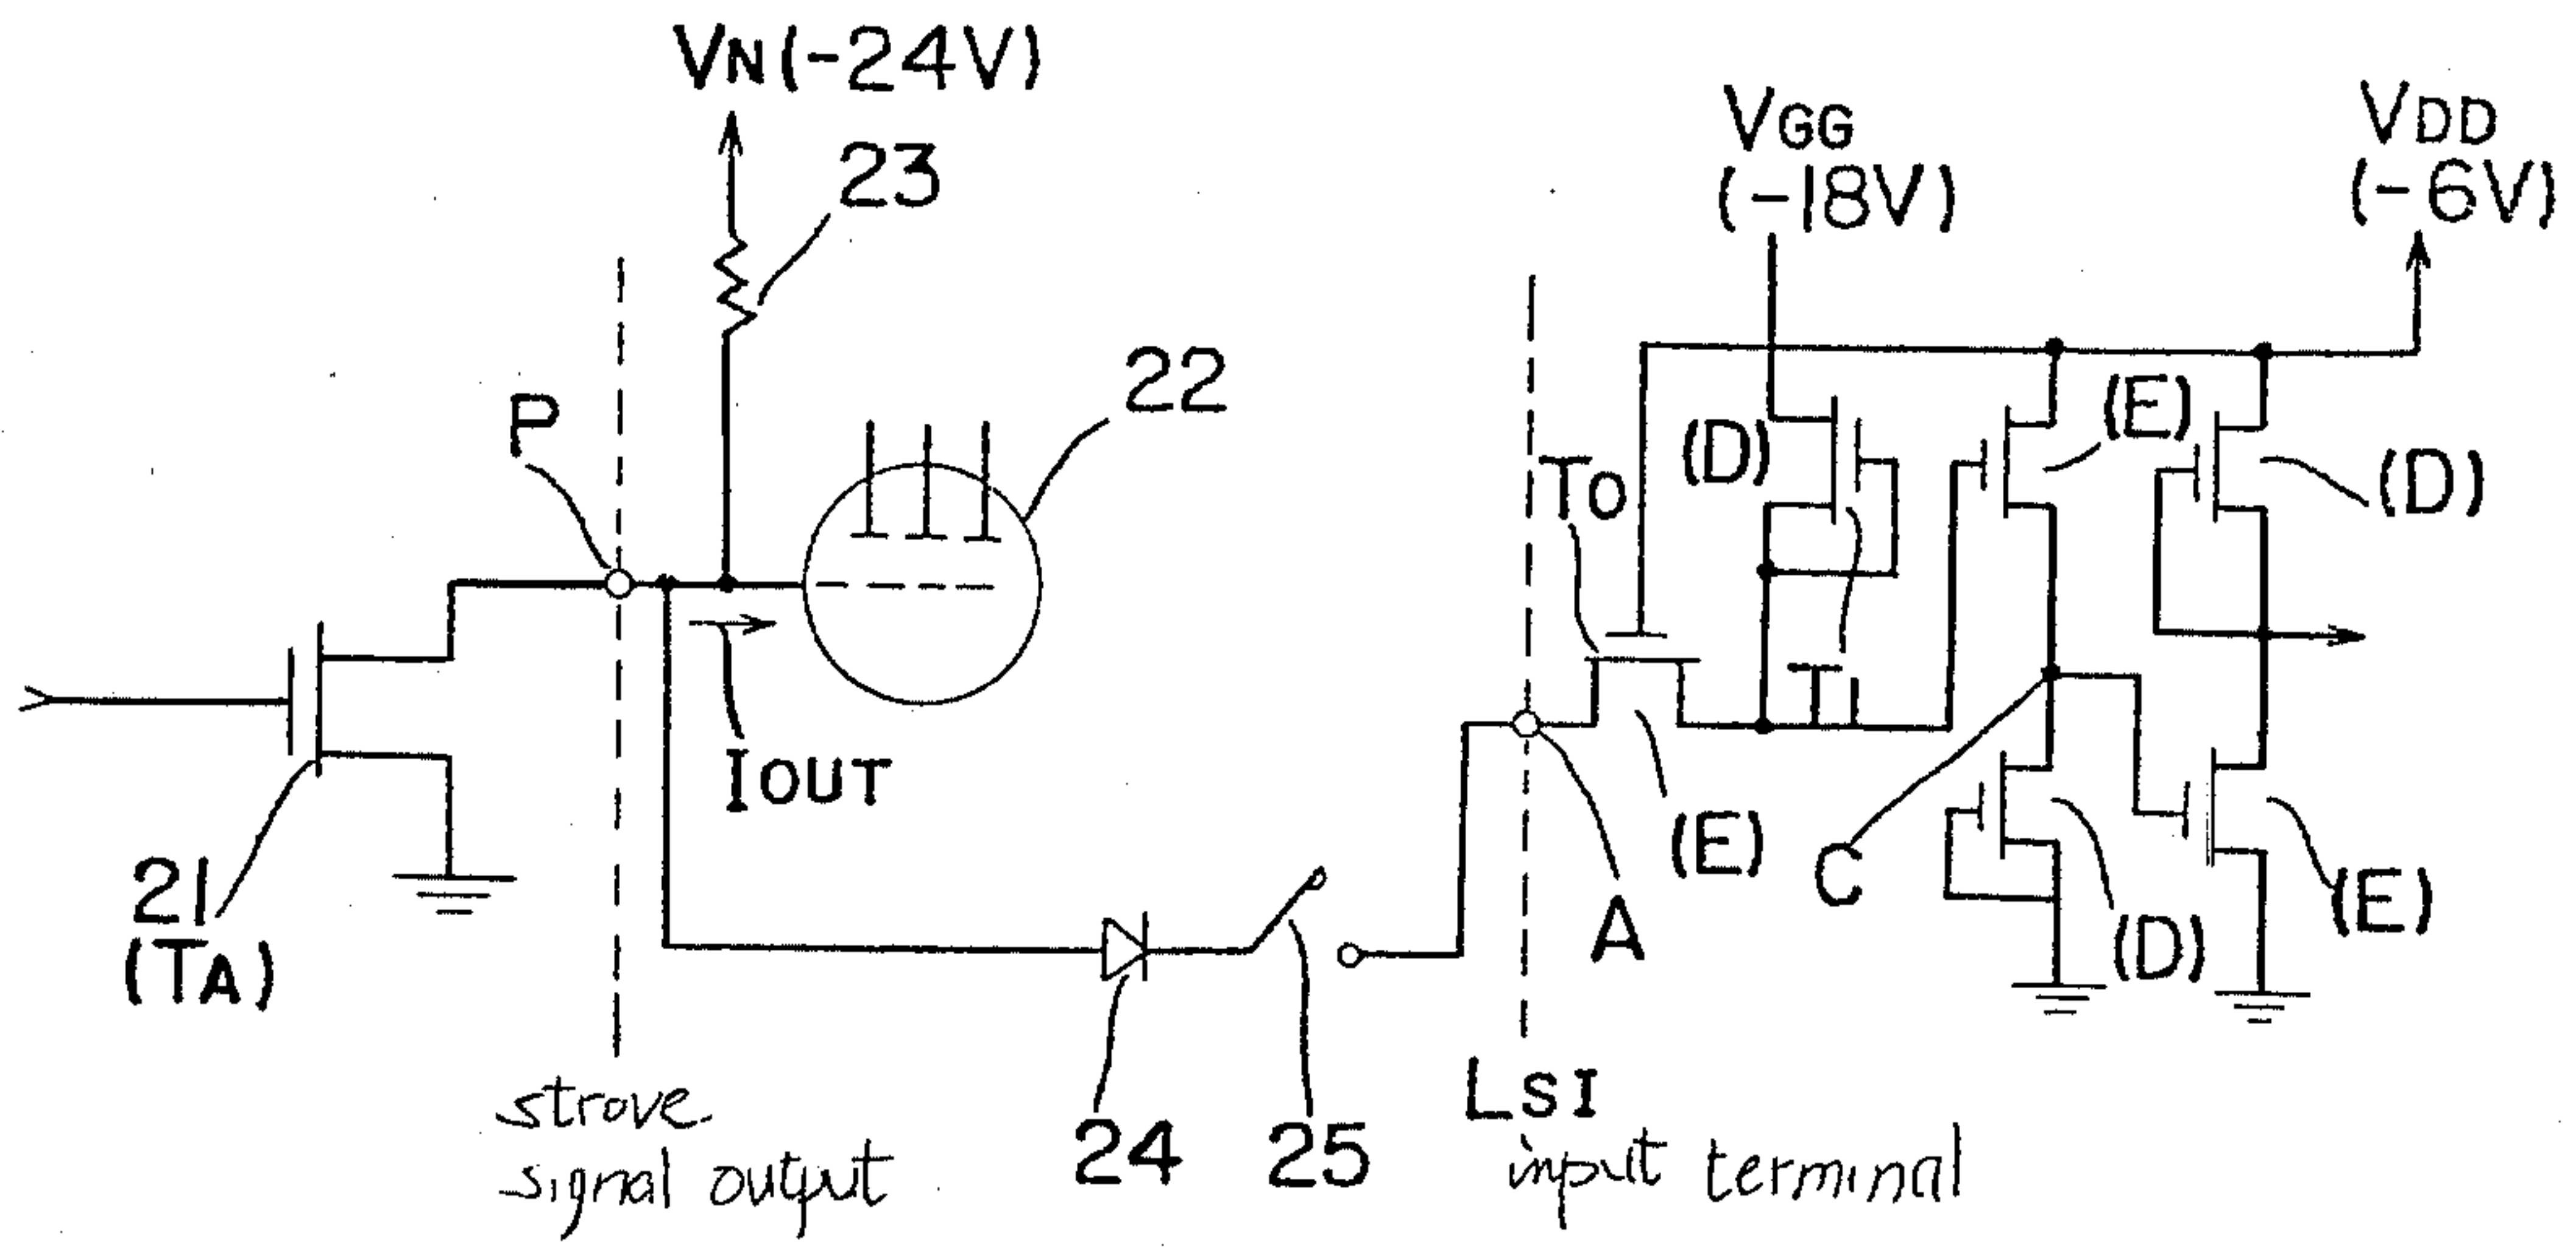 VN(-24V)
23
VGG
(-18V)
VDD
(-6V)
P
22
(D)
(E)
(D)
TO
T1
IOUT
21
(TA)
(E)
C
A
(D)
(E)
24
25
LSI
strove
signal output
input terminal